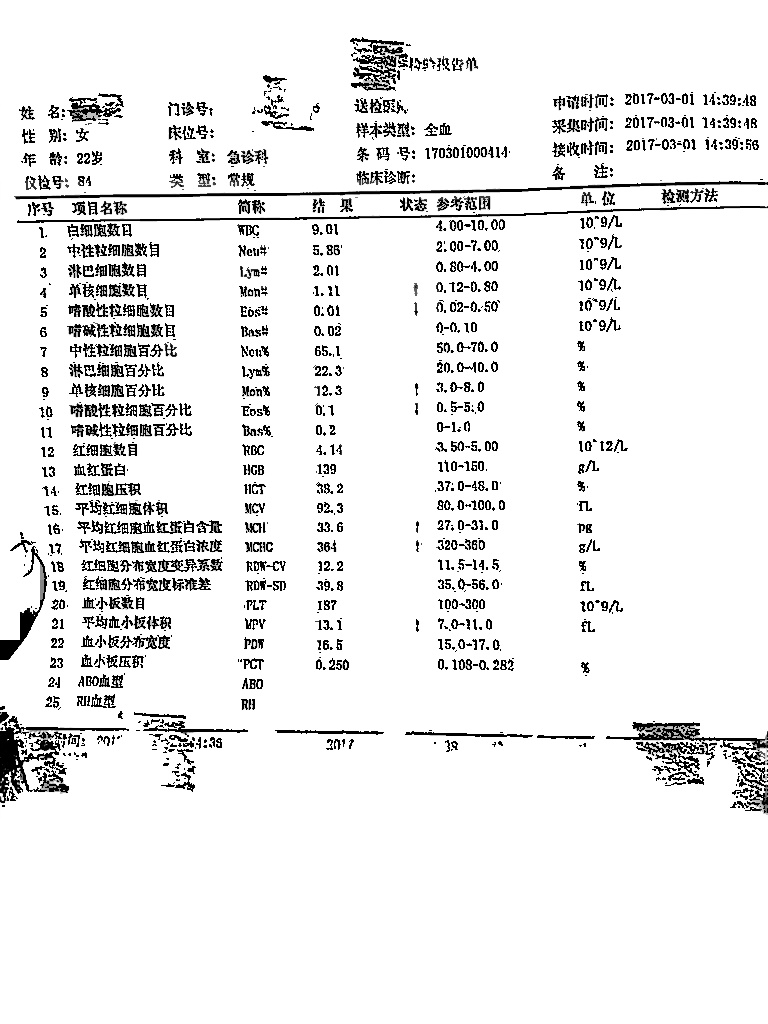 检验报告单
姓 名: 门诊号: 送检医师: 申请时间: 2017-03-01 14:39:48
性 别: 女 床位号: 样本类型: 全血 采集时间: 2017-03-01 14:39:48
年 龄: 22岁 科 室: 急诊科 条 码 号: 170301000414 接收时间: 2017-03-01 14:39:56
仪检号: 84 类 型: 常规 临床诊断: 备 注:
序号 项目名称 简称 结 果 状态 参考范围 单 位 检测方法
1 白细胞数目 WBC 9.01 4.00-10.00 10^9/L
2 中性粒细胞数目 Neu# 5.86 2.00-7.00 10^9/L
3 淋巴细胞数目 Lym# 2.01 0.80-4.00 10^9/L
4 单核细胞数目 Mon# 1.11 ↑ 0.12-0.80 10^9/L
5 嗜酸性粒细胞数目 Eos# 0.01 ↓ 0.02-0.50 10^9/L
6 嗜碱性粒细胞数目 Bas# 0.02 0-0.10 10^9/L
7 中性粒细胞百分比 Neu% 65.1 50.0-70.0 %
8 淋巴细胞百分比 Lym% 22.3 20.0-40.0 %
9 单核细胞百分比 Mon% 12.3 ↑ 3.0-8.0 %
10 嗜酸性粒细胞百分比 Eos% 0.1 ↓ 0.5-5.0 %
11 嗜碱性粒细胞百分比 Bas% 0.2 0-1.0 %
12 红细胞数目 RBC 4.14 3.50-5.00 10^12/L
13 血红蛋白 HGB 139 110-150 g/L
14 红细胞压积 HCT 38.2 37.0-48.0 %
15 平均红细胞体积 MCV 92.3 80.0-100.0 fL
16 平均红细胞血红蛋白含量 MCH 33.6 ↑ 27.0-31.0 pg
17 平均红细胞血红蛋白浓度 MCHC 364 ↑ 320-360 g/L
18 红细胞分布宽度变异系数 RDW-CV 12.2 11.5-14.5 %
19 红细胞分布宽度标准差 RDW-SD 39.8 35.0-56.0 fL
20 血小板数目 PLT 187 100-300 10^9/L
21 平均血小板体积 MPV 13.1 ↑ 7.0-11.0 fL
22 血小板分布宽度 PDW 16.5 15.0-17.0
23 血小板压积 PCT 0.250 0.108-0.282 %
24 ABO血型 ABO
25 RH血型 RH
2017